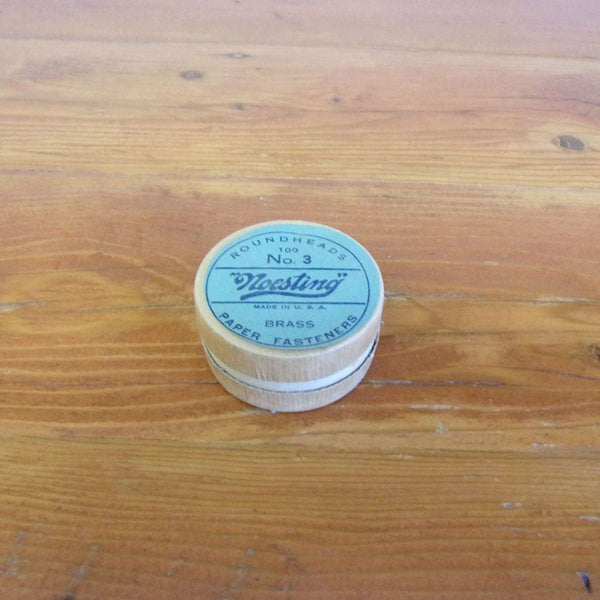 ROUNDHEADS
100
No. 3
"Noesting"
MADE IN U. S. A.
BRASS
PAPER FASTENERS